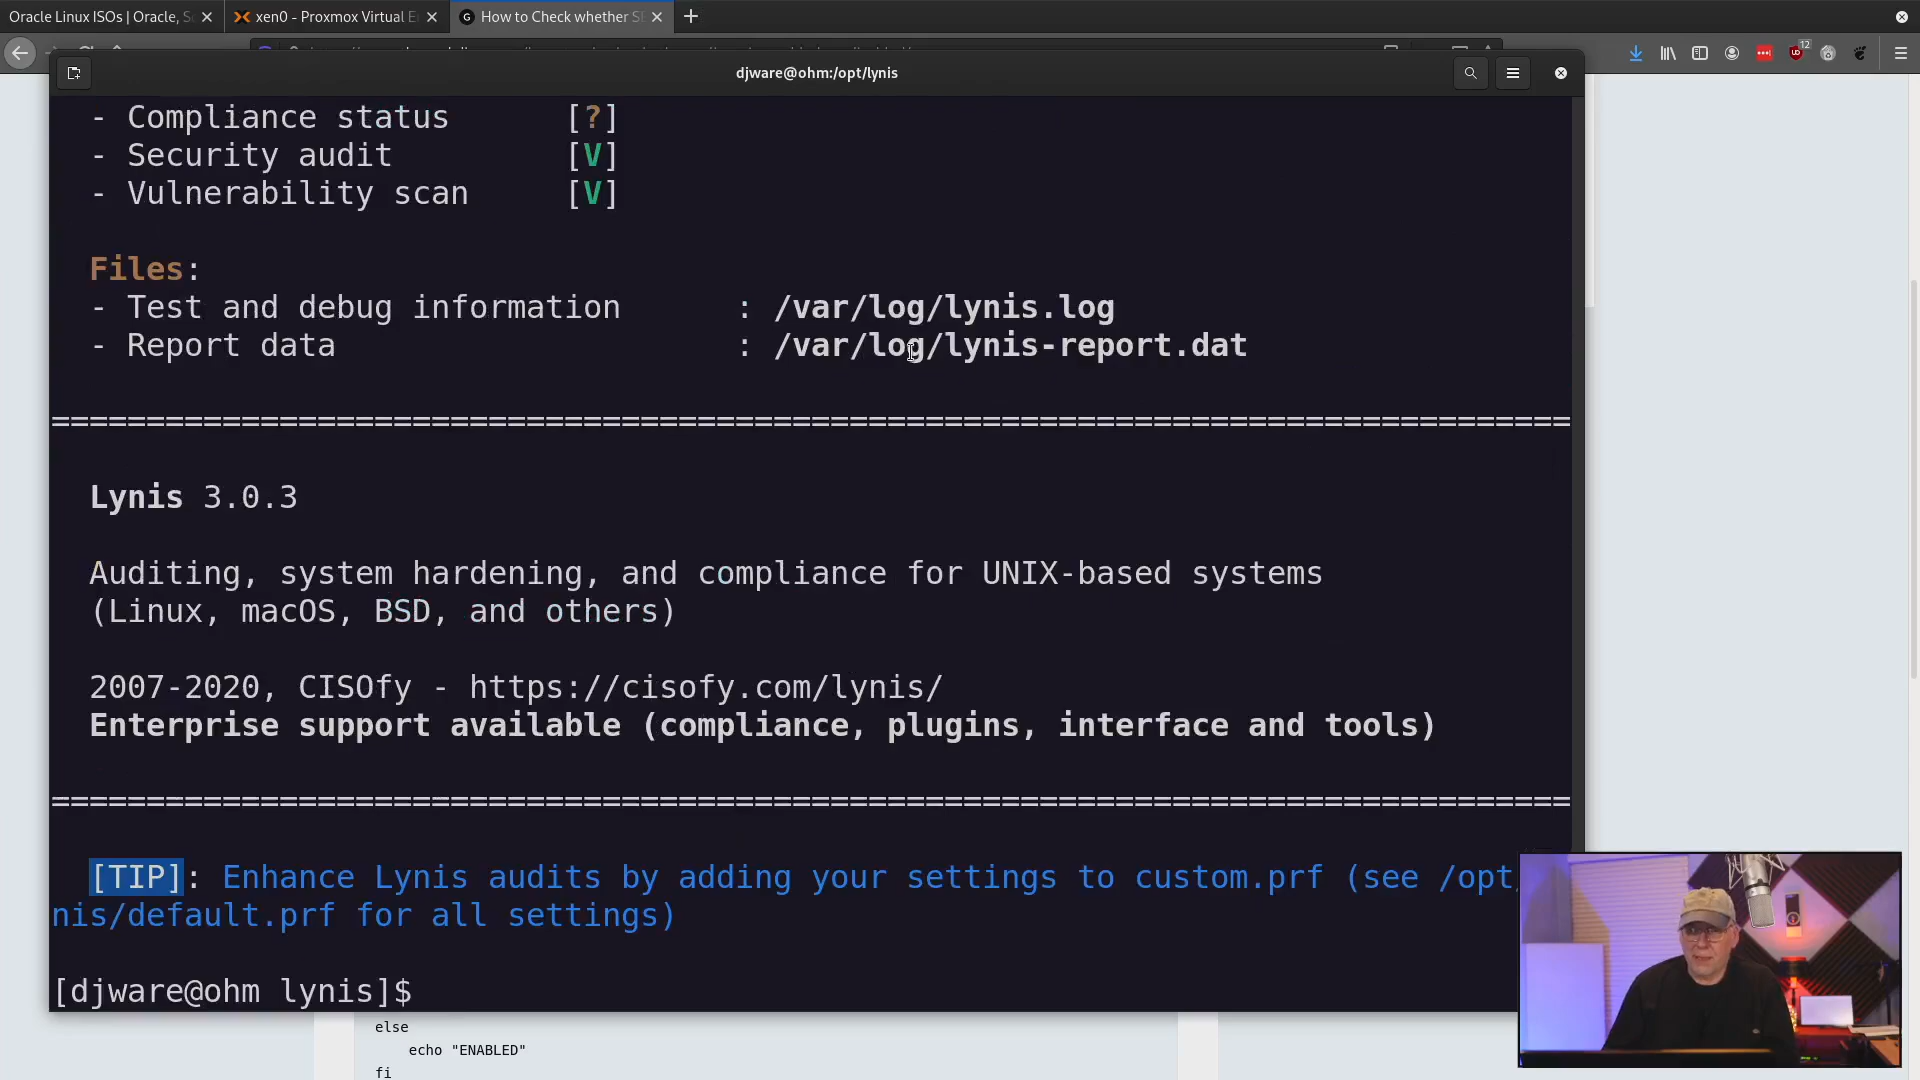 Oracle Linux ISOs | Oracle, S
xen0 - Proxmox Virtual E
How to Check whether SE
12
djware@ohm:/opt/lynis
- Compliance status [?]
- Security audit [V]
- Vulnerability scan [V]
Files:
- Test and debug information : /var/log/lynis.log
- Report data : /var/log/lynis-report.dat
================================================================================
Lynis 3.0.3
Auditing, system hardening, and compliance for UNIX-based systems
(Linux, macOS, BSD, and others)
2007-2020, CISOfy - https://cisofy.com/lynis/
Enterprise support available (compliance, plugins, interface and tools)
================================================================================
[TIP]: Enhance Lynis audits by adding your settings to custom.prf (see /opt/
nis/default.prf for all settings)
[djware@ohm lynis]$
else
echo "ENABLED"
fi